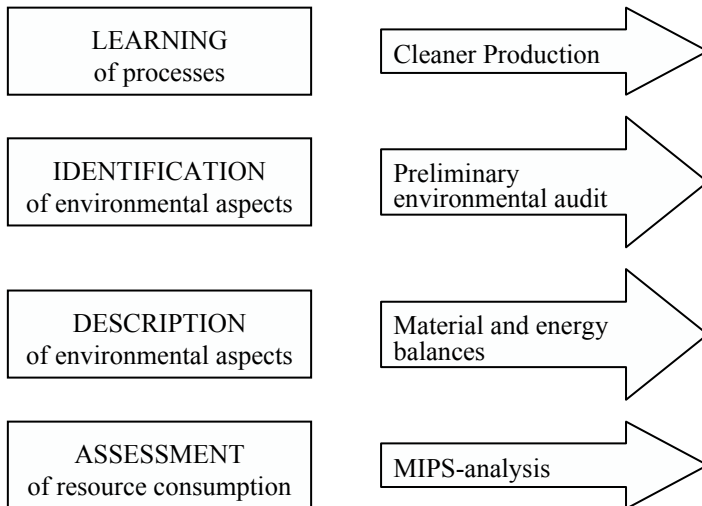 LEARNING
of processes
Cleaner Production
IDENTIFICATION
of environmental aspects
Preliminary
environmental audit
DESCRIPTION
of environmental aspects
Material and energy
balances
ASSESSMENT
of resource consumption
MIPS-analysis